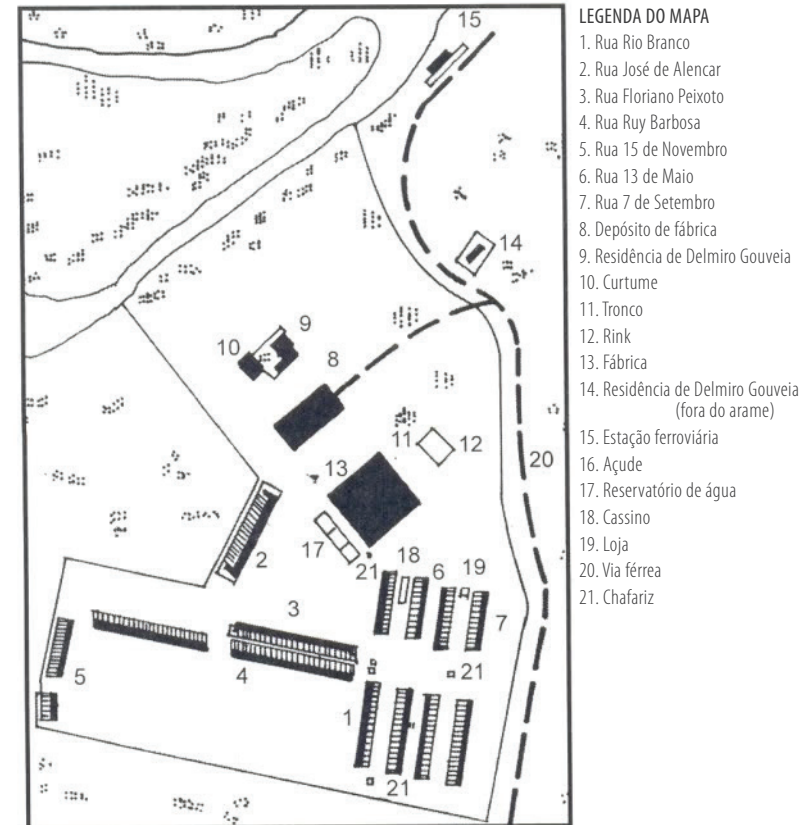 15
14
9
10
8
11
12
13
20
17
2
21
18
6
19
3
7
4
5
21
1
21
LEGENDA DO MAPA
1. Rua Rio Branco
2. Rua José de Alencar
3. Rua Floriano Peixoto
4. Rua Ruy Barbosa
5. Rua 15 de Novembro
6. Rua 13 de Maio
7. Rua 7 de Setembro
8. Depósito de fábrica
9. Residência de Delmiro Gouveia
10. Curtume
11. Tronco
12. Rink
13. Fábrica
14. Residência de Delmiro Gouveia
(fora do arame)
15. Estação ferroviária
16. Açude
17. Reservatório de água
18. Cassino
19. Loja
20. Via férrea
21. Chafariz